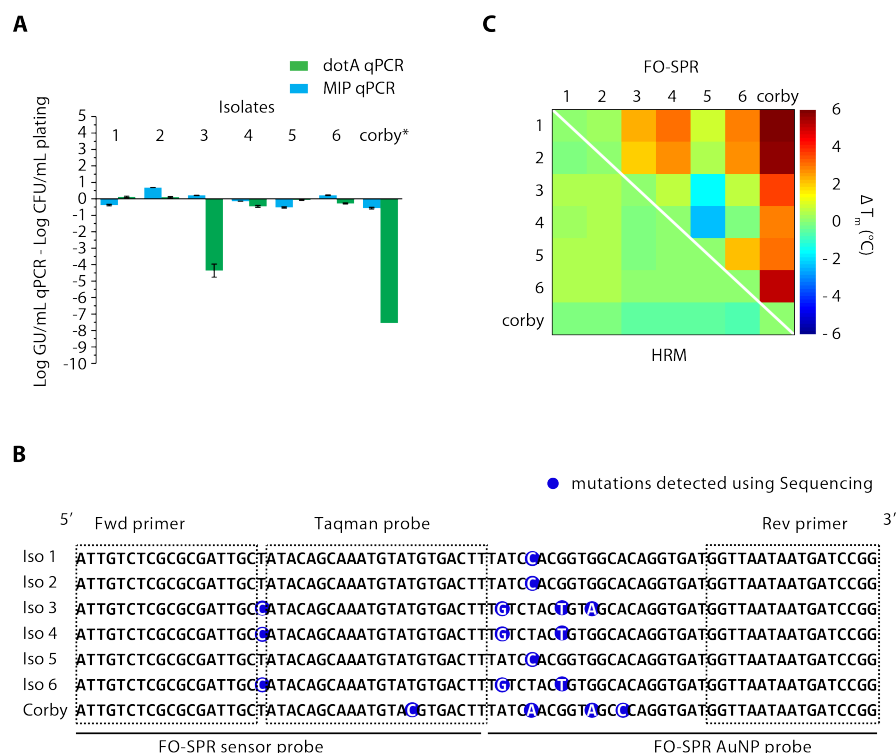 A
C
dotA qPCR
MIP qPCR
Isolates
1 2 3 4 5 6 corby*
5
4
3
2
1
0
-1
-2
-3
-4
-5
-6
-7
-8
-9
-10
Log GU/mL qPCR - Log CFU/mL plating
FO-SPR
1 2 3 4 5 6 corby
1
2
3
4
5
6
corby
HRM
6
4
2
0
- 2
- 4
- 6
Δ Tm (°C)
B
mutations detected using Sequencing
5' Fwd primer Taqman probe Rev primer 3'
Iso 1 ATTGTCTCGCGCGATTGCTATACAGCAAATGTATGTGACTTTATCCACGGTGGCACAGGTGATGGTTAATAATGATCCGG
Iso 2 ATTGTCTCGCGCGATTGCTATACAGCAAATGTATGTGACTTTATCCACGGTGGCACAGGTGATGGTTAATAATGATCCGG
Iso 3 ATTGTCTCGCGCGATTGCCATACAGCAAATGTATGTGACTTTGTCTACTGTAGCACAGGTGATGGTTAATAATGATCCGG
Iso 4 ATTGTCTCGCGCGATTGCCATACAGCAAATGTATGTGACTTTGTCTACTGTGGCACAGGTGATGGTTAATAATGATCCGG
Iso 5 ATTGTCTCGCGCGATTGCTATACAGCAAATGTATGTGACTTTATCCACGGTGGCACAGGTGATGGTTAATAATGATCCGG
Iso 6 ATTGTCTCGCGCGATTGCCATACAGCAAATGTATGTGACTTTGTCTACTGTGGCACAGGTGATGGTTAATAATGATCCGG
Corby ATTGTCTCGCGCGATTGCTATACAGCAAATGTACGTGACTTTATCAACGGTAGCCCAGGTGATGGTTAATAATGATCCGG
FO-SPR sensor probe FO-SPR AuNP probe